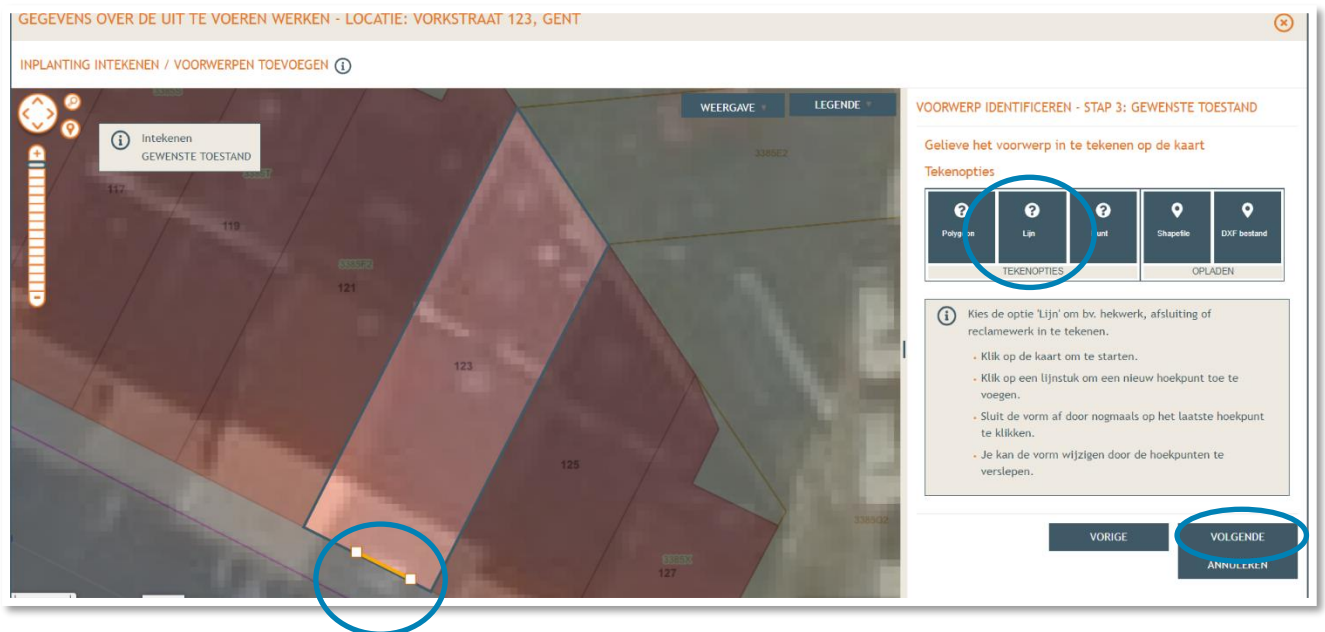 GEGEVENS OVER DE UIT TE VOEREN WERKEN - LOCATIE: VORKSTRAAT 123, GENT
INPLANTING INTEKENEN / VOORWERPEN TOEVOEGEN
WEERGAVE
LEGENDE
Intekenen
GEWENSTE TOESTAND
3385E2
117
119
3385F2
121
123
125
127
VOORWERP IDENTIFICEREN - STAP 3: GEWENSTE TOESTAND
Gelieve het voorwerp in te tekenen op de kaart
Tekenopties
Lijn
Shapefile
DXF bestand
TEKENOPTIES
OPLADEN
Kies de optie 'Lijn' om bv. hekwerk, afsluiting of
reclamewerk in te tekenen.
• Klik op de kaart om te starten.
• Klik op een lijnstuk om een nieuw hoekpunt toe te
voegen.
• Sluit de vorm af door nogmaals op het laatste hoekpunt
te klikken.
• Je kan de vorm wijzigen door de hoekpunten te
verslepen.
VORIGE
VOLGENDE
ANNULEREN